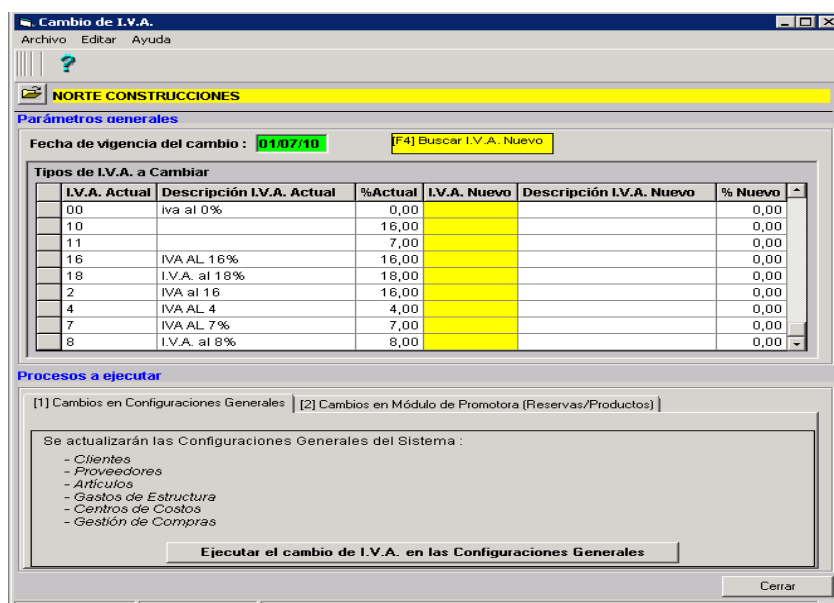 Cambio de I.V.A.
Archivo Editar Ayuda
?
NORTE CONSTRUCCIONES
Parámetros generales
Fecha de vigencia del cambio : 01/07/10 [F4] Buscar I.V.A. Nuevo
Tipos de I.V.A. a Cambiar
I.V.A. Actual Descripción I.V.A. Actual %Actual I.V.A. Nuevo Descripción I.V.A. Nuevo % Nuevo
00 iva al 0% 0,00 0,00
10 16,00 0,00
11 7,00 0,00
16 IVA AL 16% 16,00 0,00
18 I.V.A. al 18% 18,00 0,00
2 IVA al 16 16,00 0,00
4 IVA AL 4 4,00 0,00
7 IVA AL 7% 7,00 0,00
8 I.V.A. al 8% 8,00 0,00
Procesos a ejecutar
[1] Cambios en Configuraciones Generales [2] Cambios en Módulo de Promotora (Reservas/Productos)
Se actualizarán las Configuraciones Generales del Sistema :
- Clientes
- Proveedores
- Artículos
- Gastos de Estructura
- Centros de Costos
- Gestión de Compras
Ejecutar el cambio de I.V.A. en las Configuraciones Generales
Cerrar